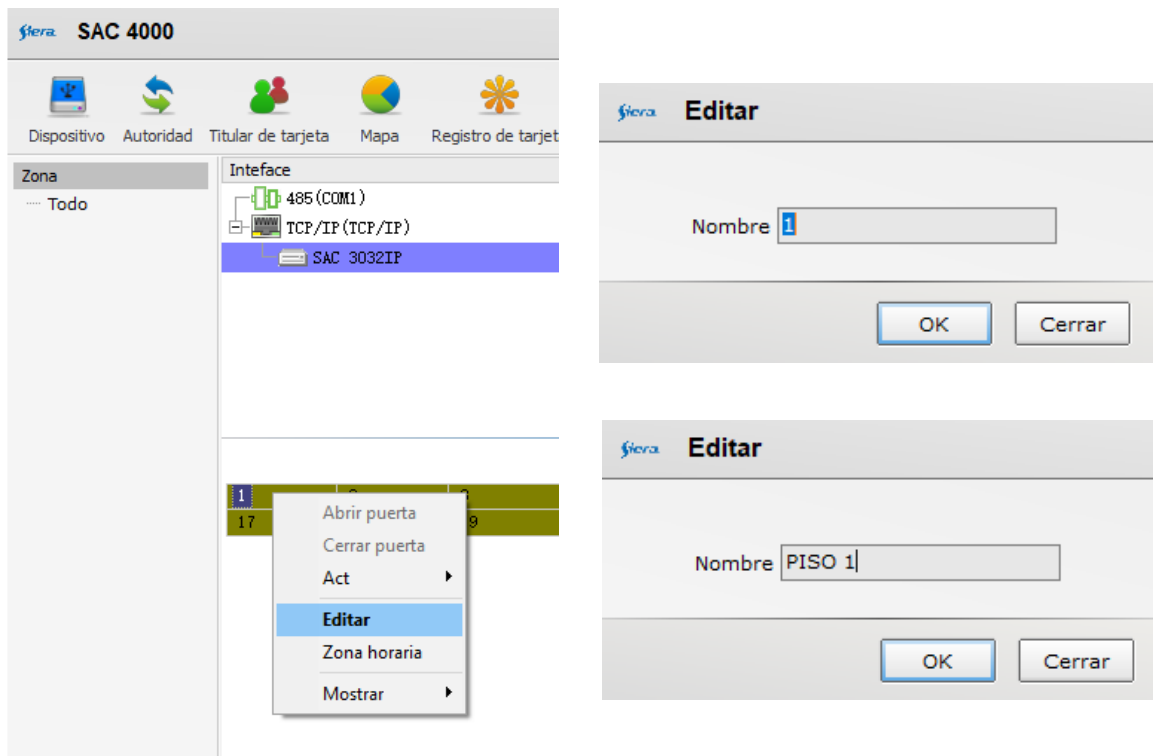 Siera SAC 4000
Dispositivo Autoridad Titular de tarjeta Mapa Registro de tarjet
Zona
Todo
Inteface
485(COM1)
TCP/IP(TCP/IP)
SAC 3032IP
1
17
9
Abrir puerta
Cerrar puerta
Act
Editar
Zona horaria
Mostrar
Siera Editar
Nombre 1
OK Cerrar
Siera Editar
Nombre PISO 1
OK Cerrar